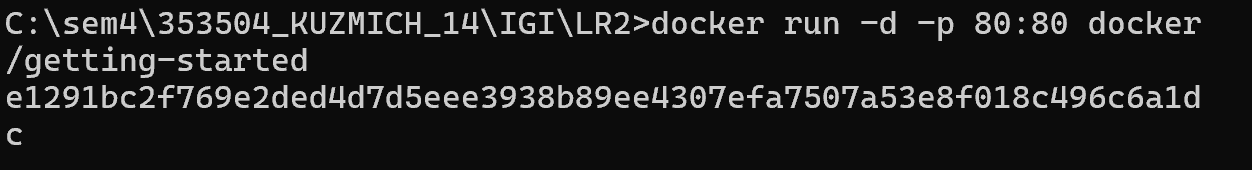 C:\sem4\353504_KUZMICH_14\IGI\LR2>docker run -d -p 80:80 docker
/getting-started
e1291bc2f769e2ded4d7d5eee3938b89ee4307efa7507a53e8f018c496c6a1d
c